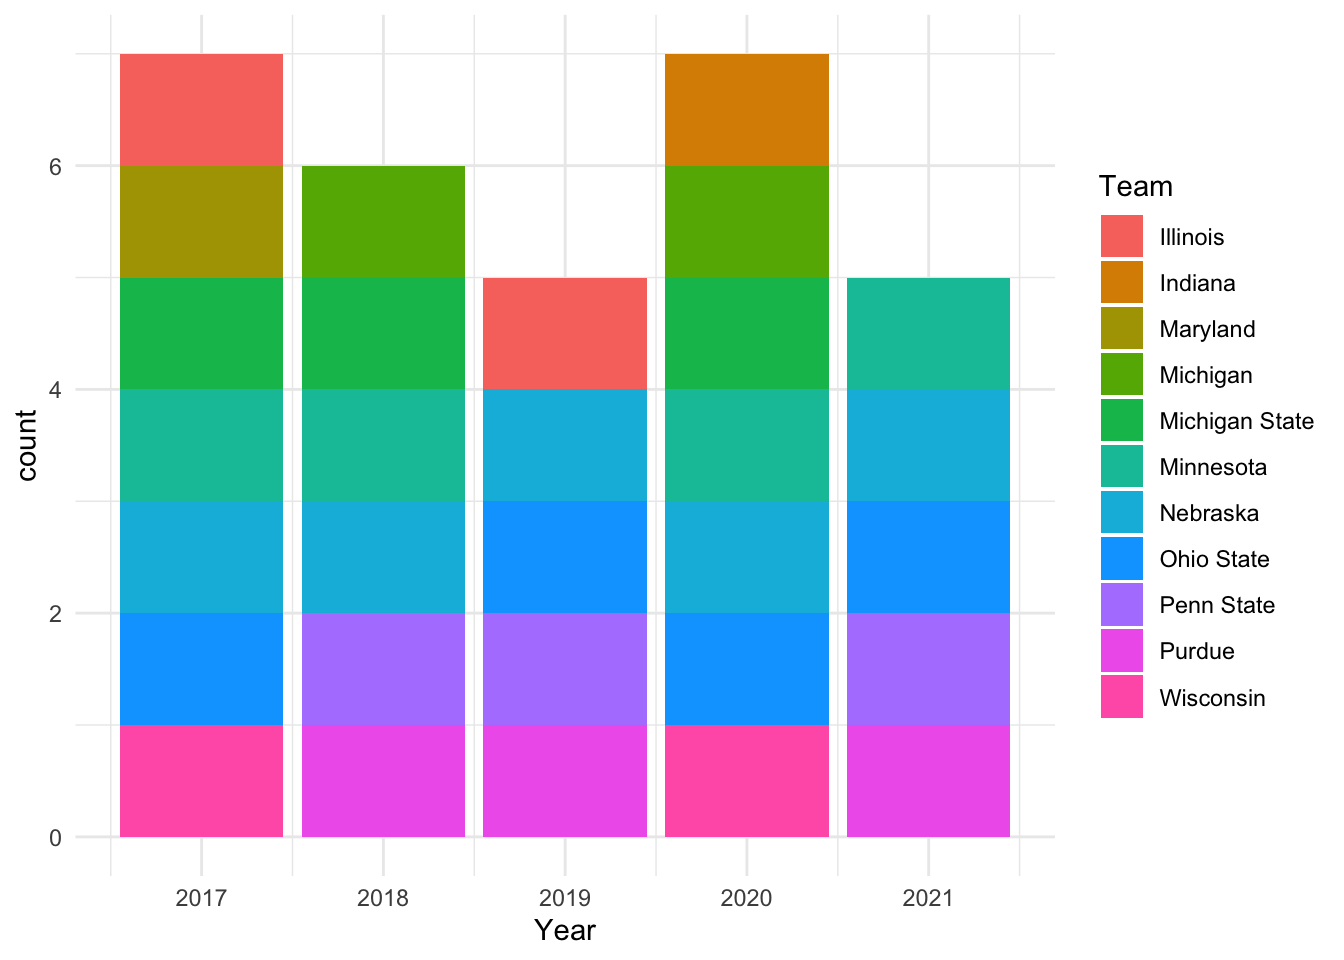 count
6
4
2
0
2017
2018
2019
2020
2021
Year
Team
Illinois
Indiana
Maryland
Michigan
Michigan State
Minnesota
Nebraska
Ohio State
Penn State
Purdue
Wisconsin